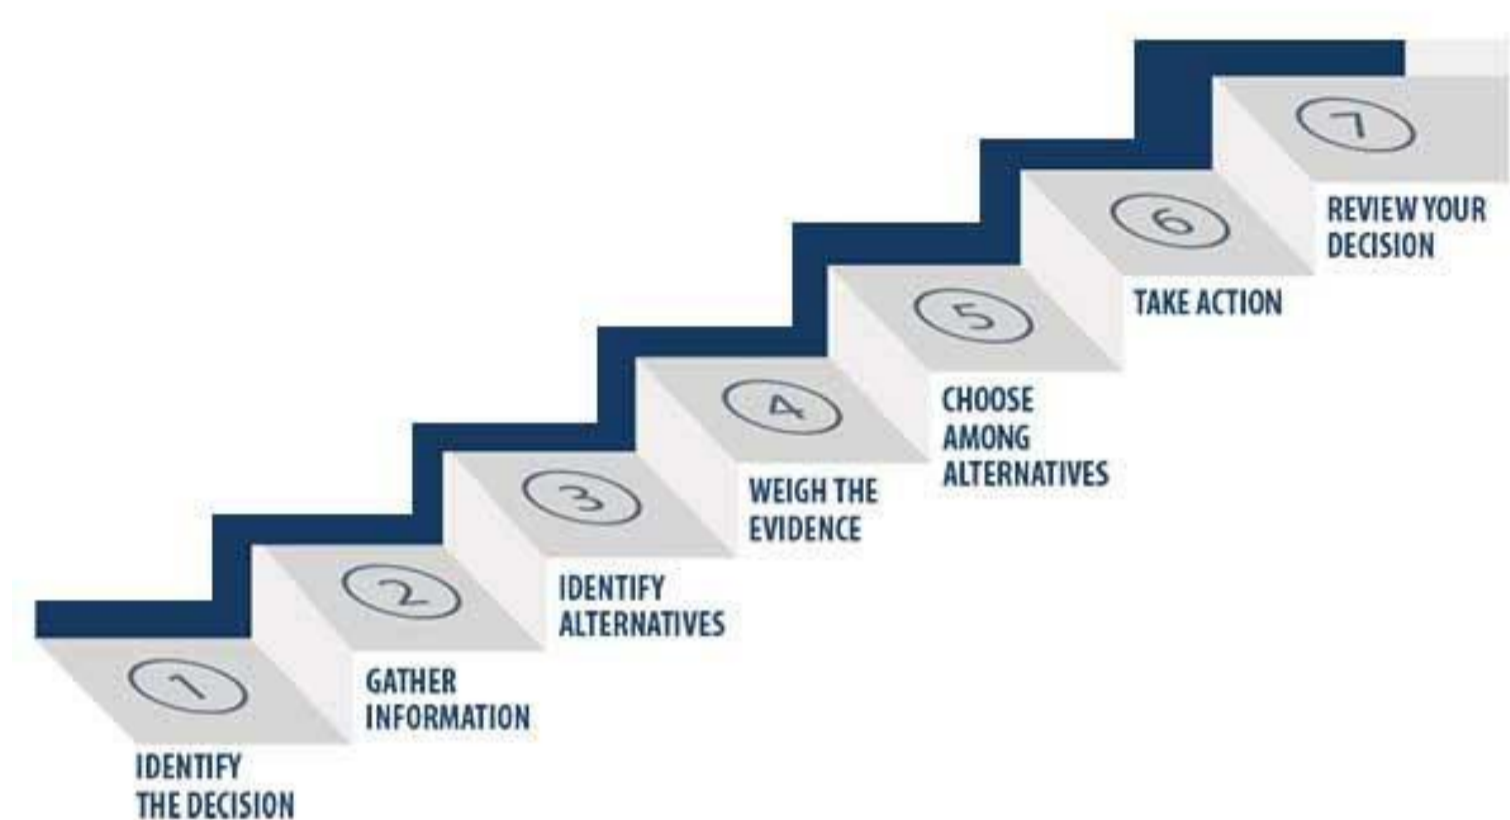 1
IDENTIFY
THE DECISION
2
GATHER
INFORMATION
3
IDENTIFY
ALTERNATIVES
4
WEIGH THE
EVIDENCE
5
CHOOSE
AMONG
ALTERNATIVES
6
TAKE ACTION
7
REVIEW YOUR
DECISION